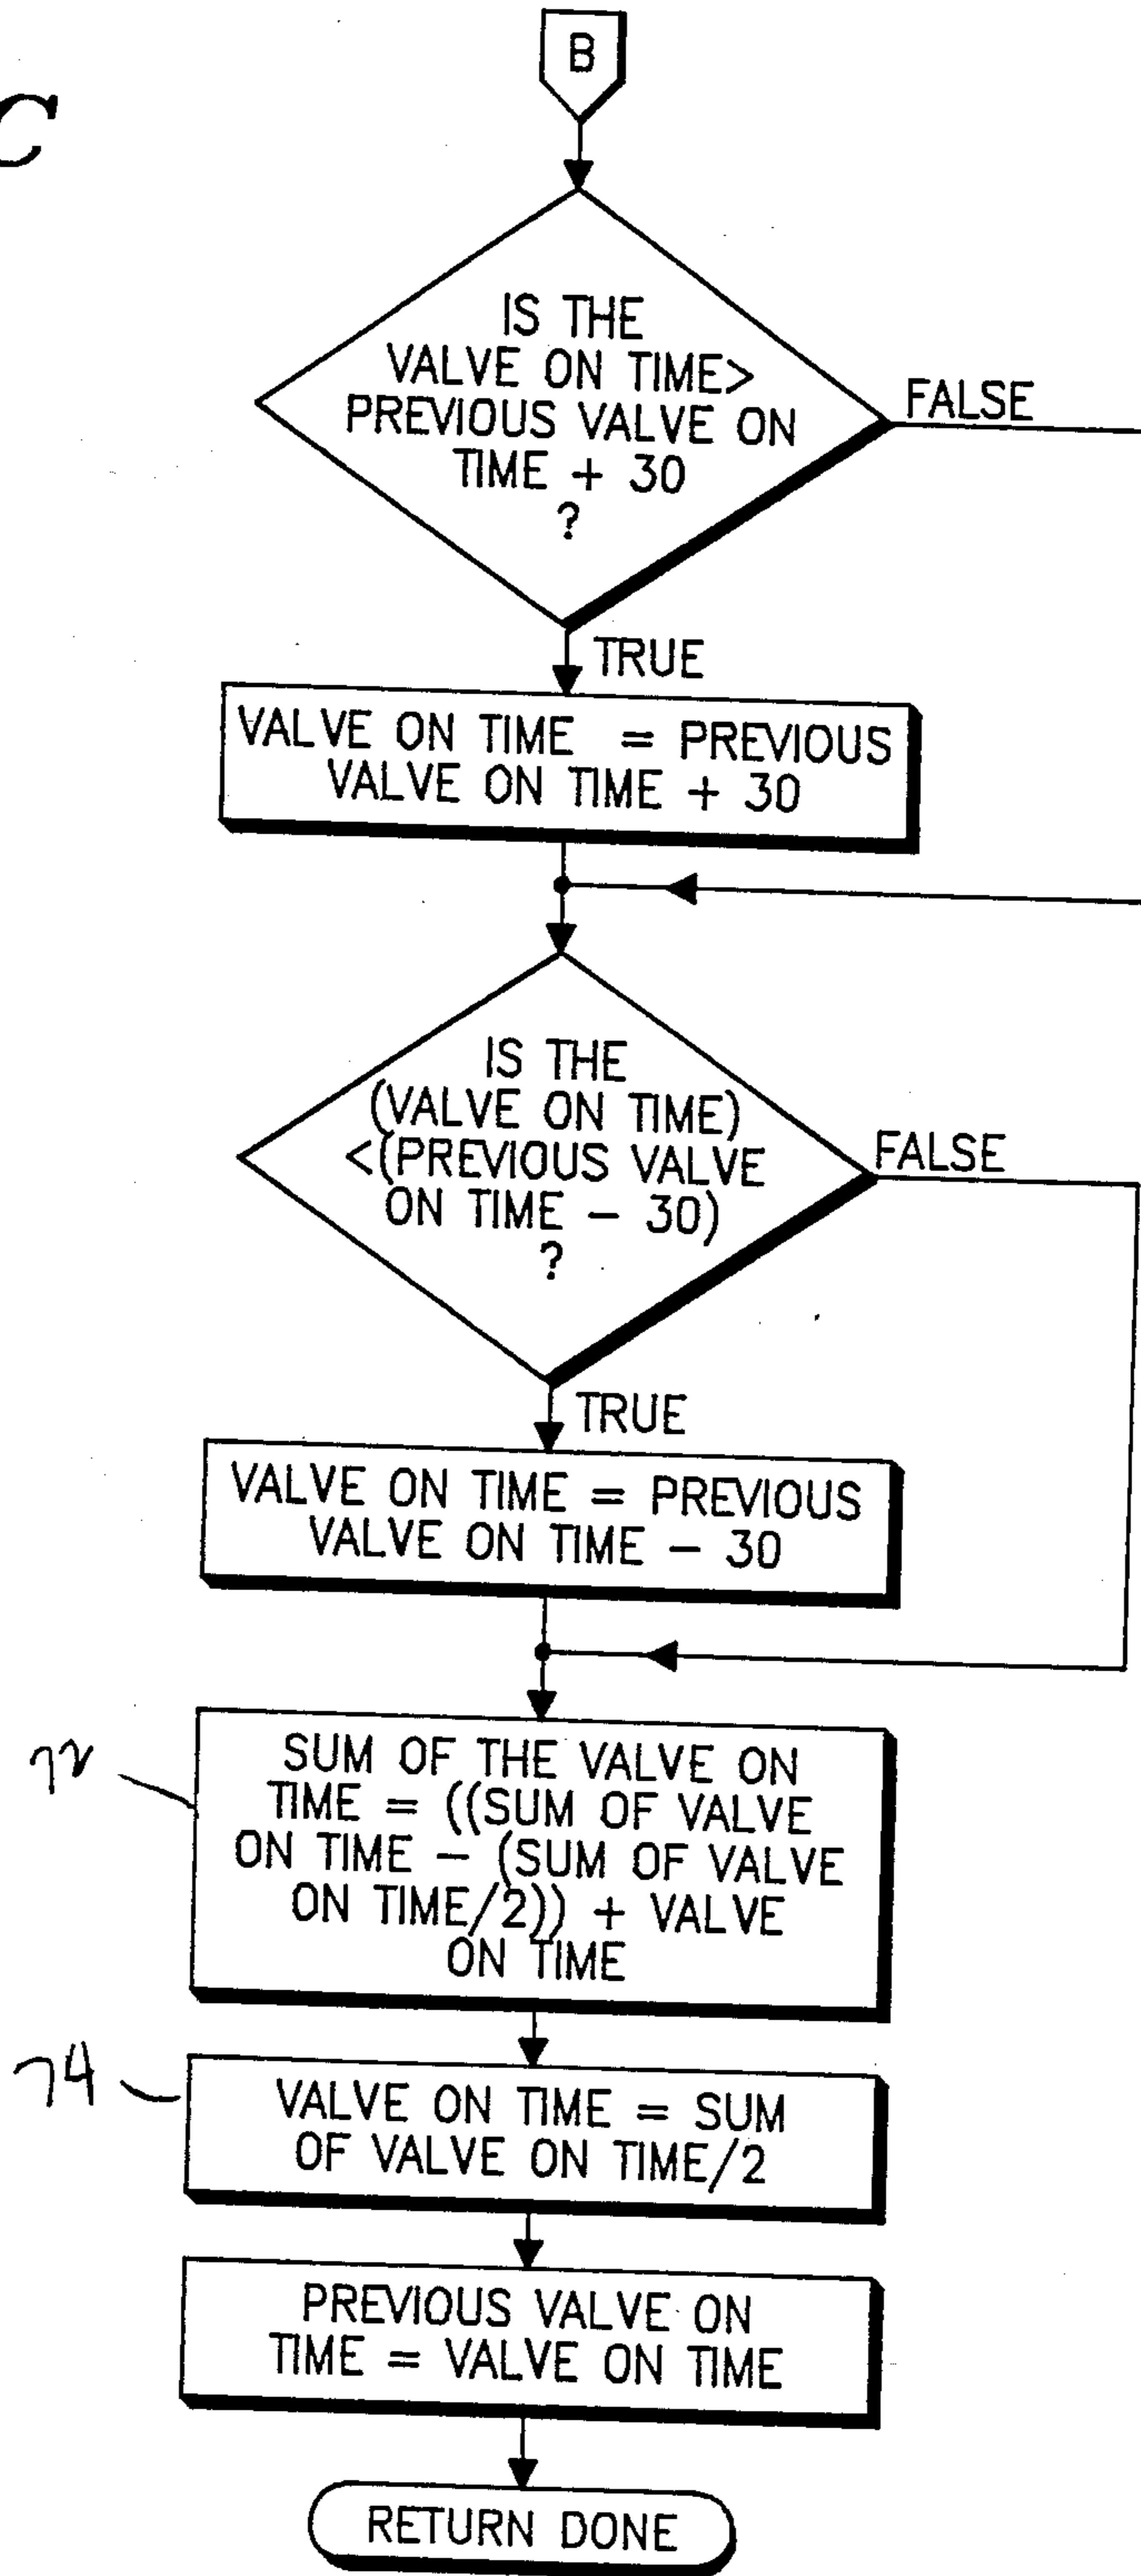 C
B
IS THE
VALVE ON TIME>
PREVIOUS VALVE ON
TIME + 30
?
FALSE
TRUE
VALVE ON TIME = PREVIOUS
VALVE ON TIME + 30
IS THE
(VALVE ON TIME)
<(PREVIOUS VALVE
ON TIME - 30)
?
FALSE
TRUE
VALVE ON TIME = PREVIOUS
VALVE ON TIME - 30
72
SUM OF THE VALVE ON
TIME = ((SUM OF VALVE
ON TIME - (SUM OF VALVE
ON TIME/2)) + VALVE
ON TIME
74
VALVE ON TIME = SUM
OF VALVE ON TIME/2
PREVIOUS VALVE ON
TIME = VALVE ON TIME
RETURN DONE